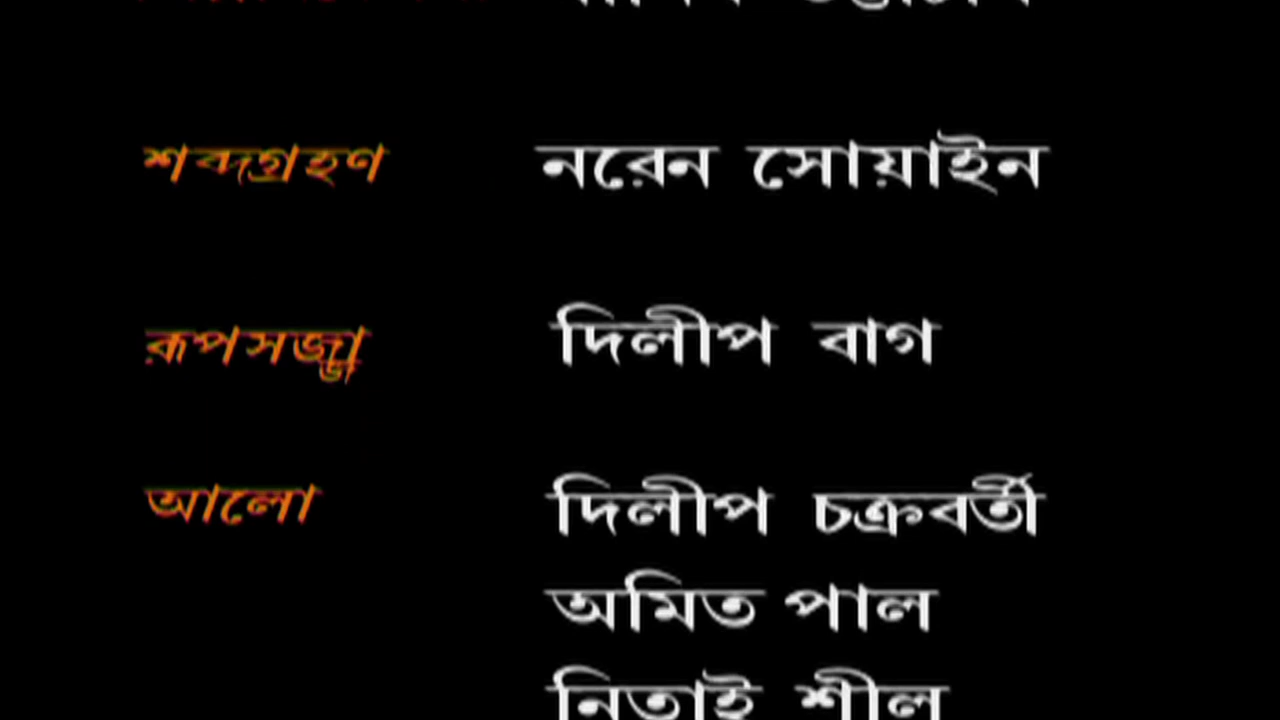 শব্দগ্রহণ নরেন সোয়াইন
রূপসজ্জা দিলীপ বাগ
আলো দিলীপ চক্রবর্তী
অমিত পাল
নিতাই শীল